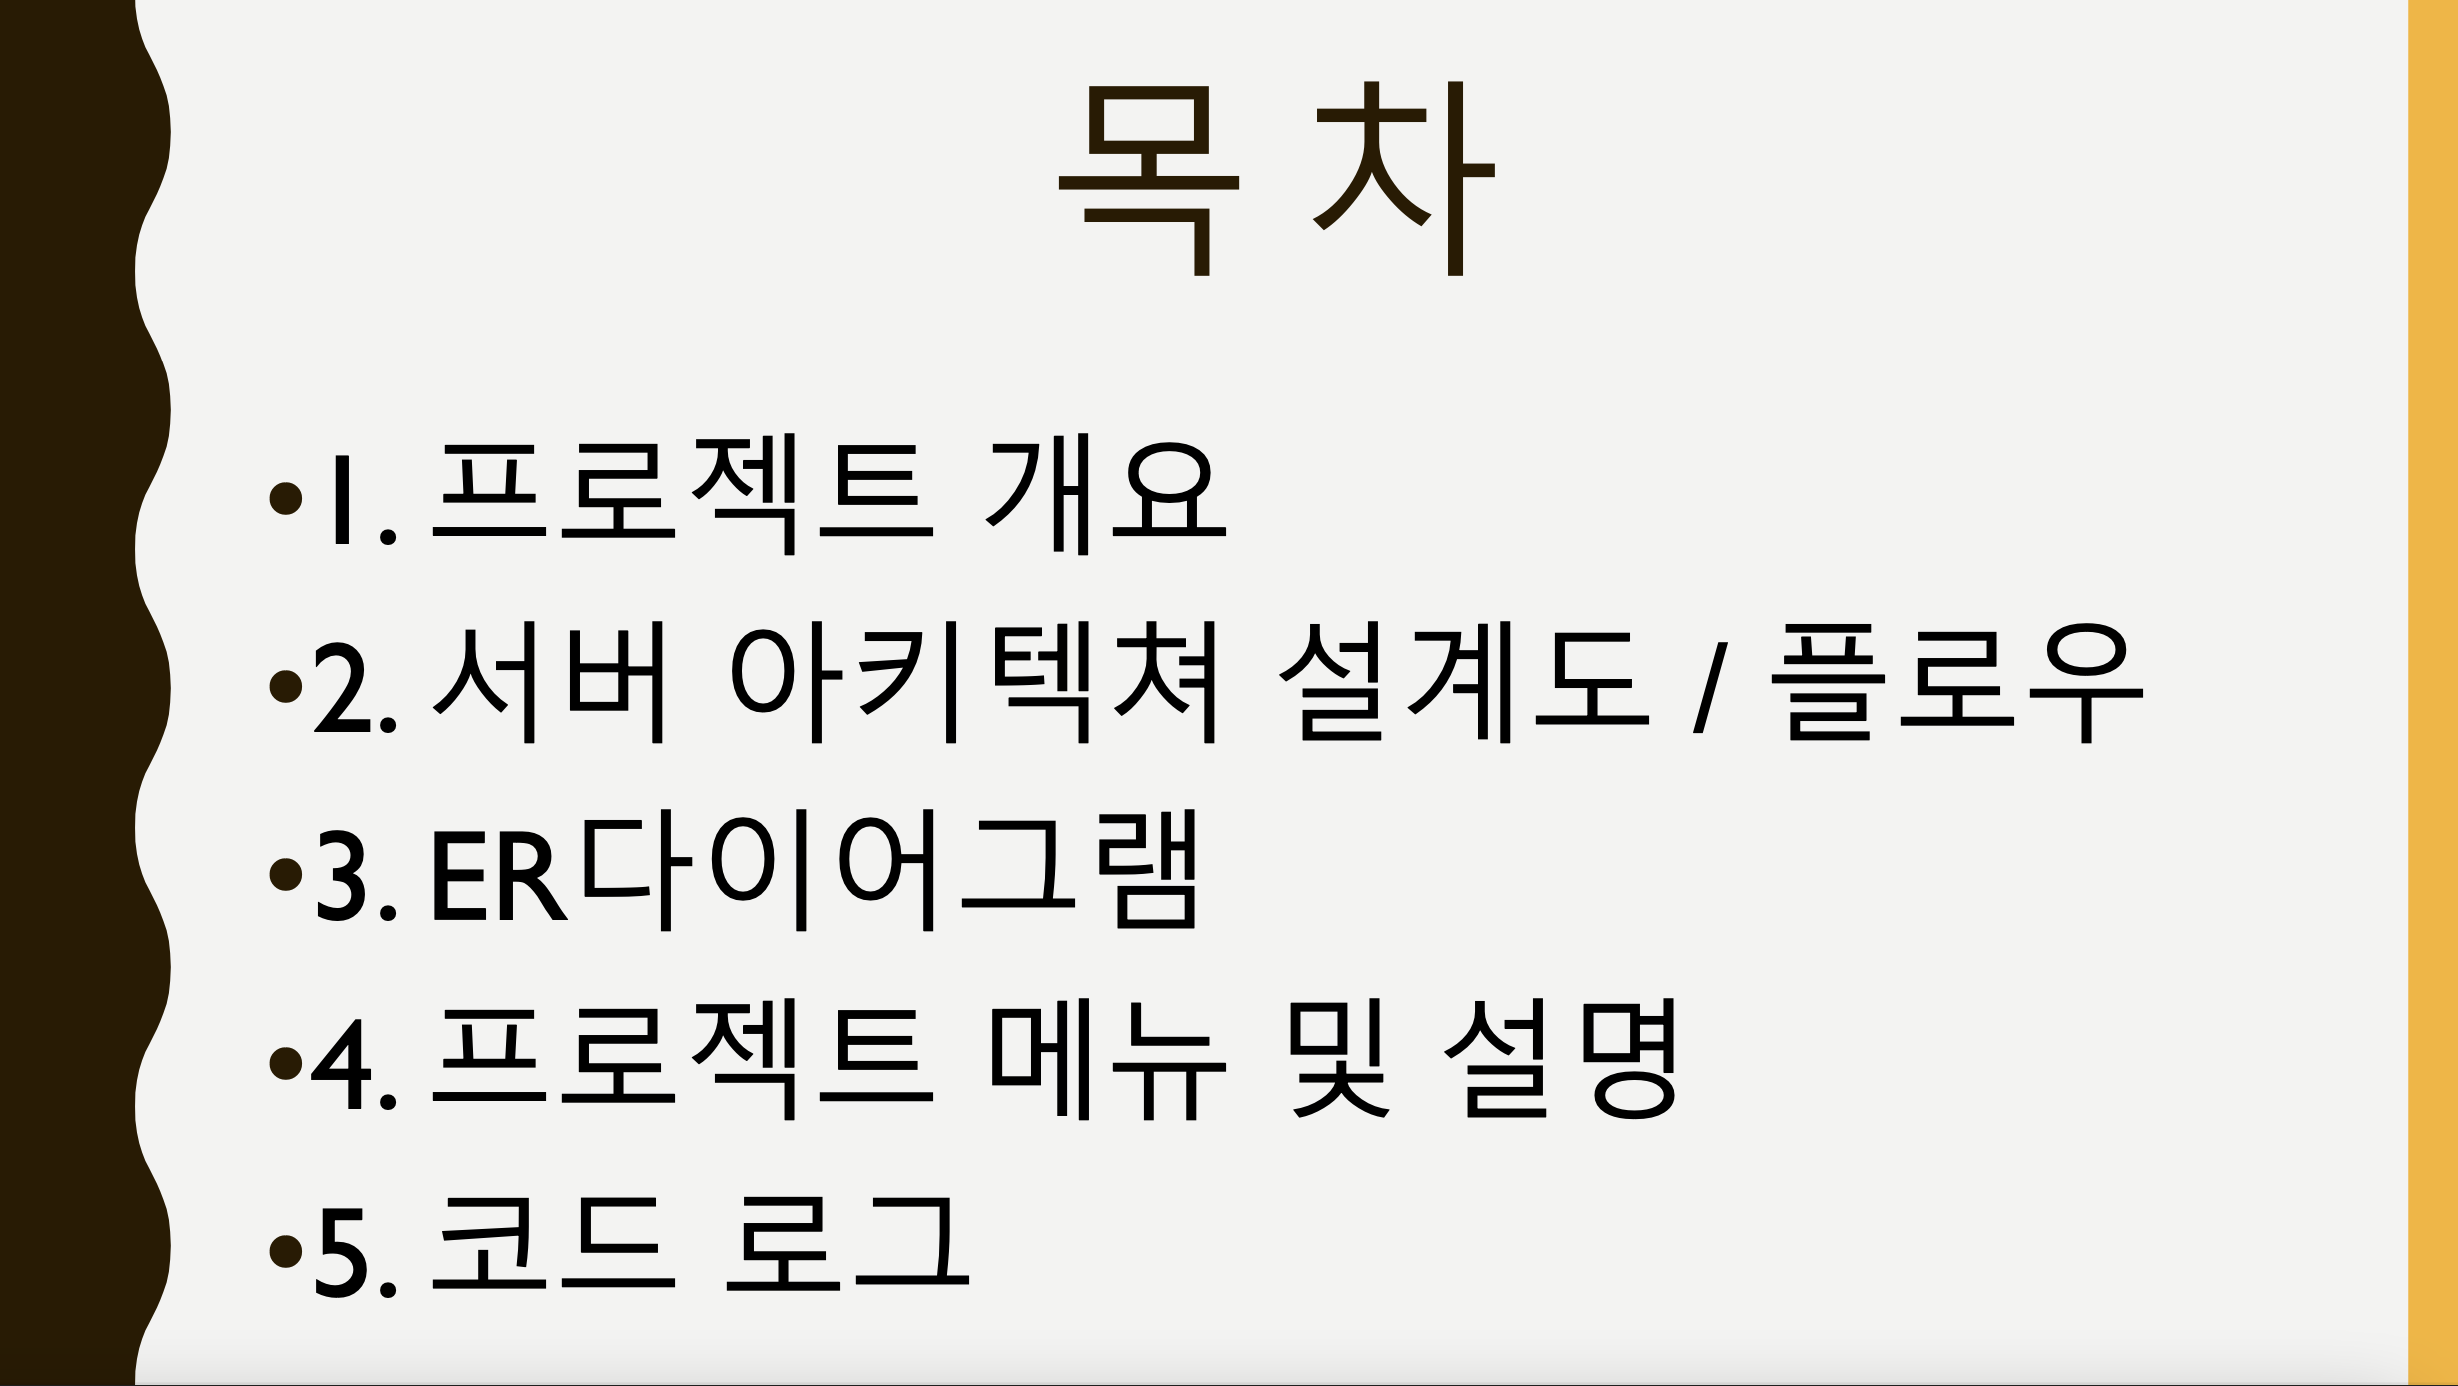 목 차
•1. 프로젝트 개요
•2. 서버 아키텍쳐 설계도 / 플로우
•3. ER다이어그램
•4. 프로젝트 메뉴 및 설명
•5. 코드 로그